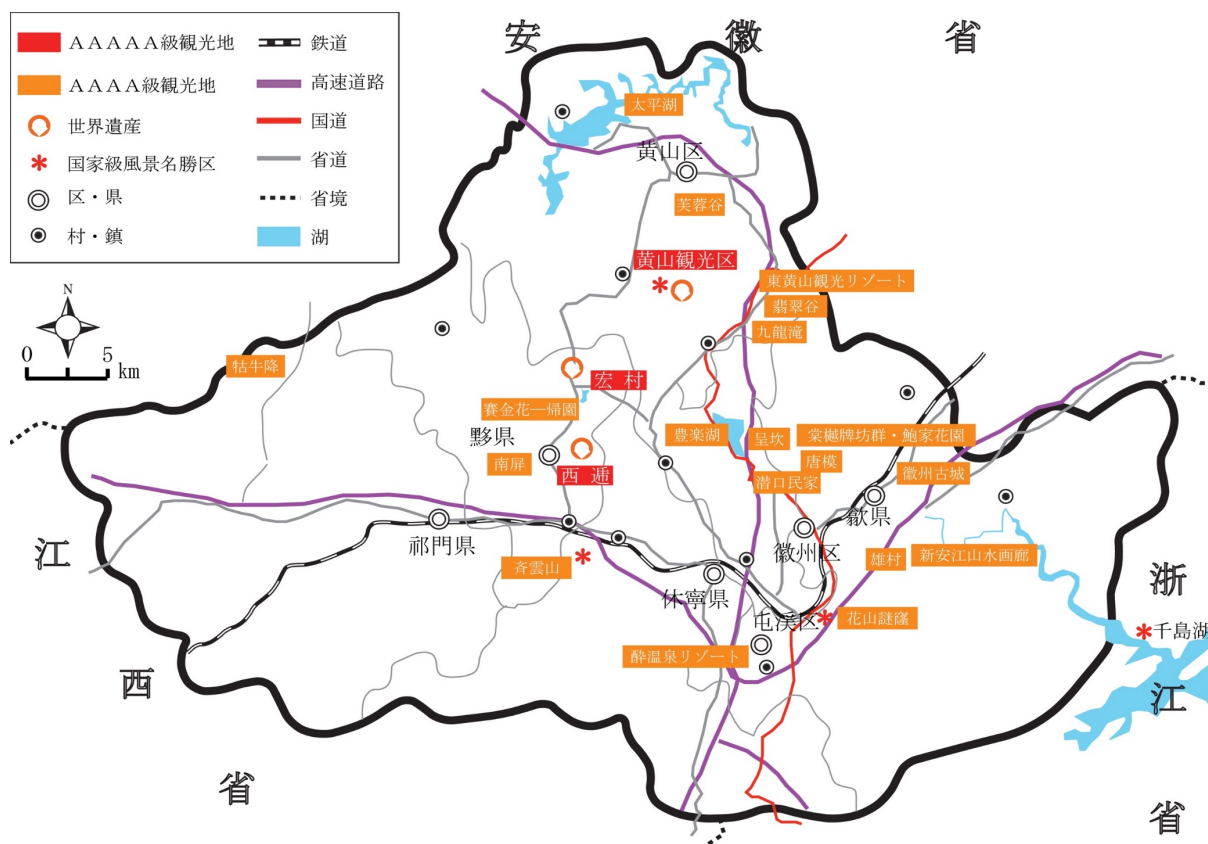 安徽省
AAAAA級観光地
AAAA級観光地
世界遺産
国家級風景名勝区
区・県
村・鎮
鉄道
高速道路
国道
省道
省境
湖
N
0 5
km
太平湖
黄山区
芙蓉谷
黄山観光区
東黄山観光リゾート
翡翠谷
九龍滝
牯牛降
宏村
賽金花—帰園
黟県
南屏
西逓
豊楽湖
呈坎
棠樾牌坊群・鮑家花園
唐模
潜口民家
徽州古城
歙県
祁門県
徽州区
斉雲山
休寧県
雄村
新安江山水画廊
屯溪区
花山謎窟
酔温泉リゾート
千島湖
江西省
浙江省